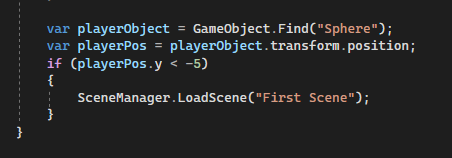 var playerObject = GameObject.Find("Sphere");
var playerPos = playerObject.transform.position;
if (playerPos.y < -5)
{
SceneManager.LoadScene("First Scene");
}
}